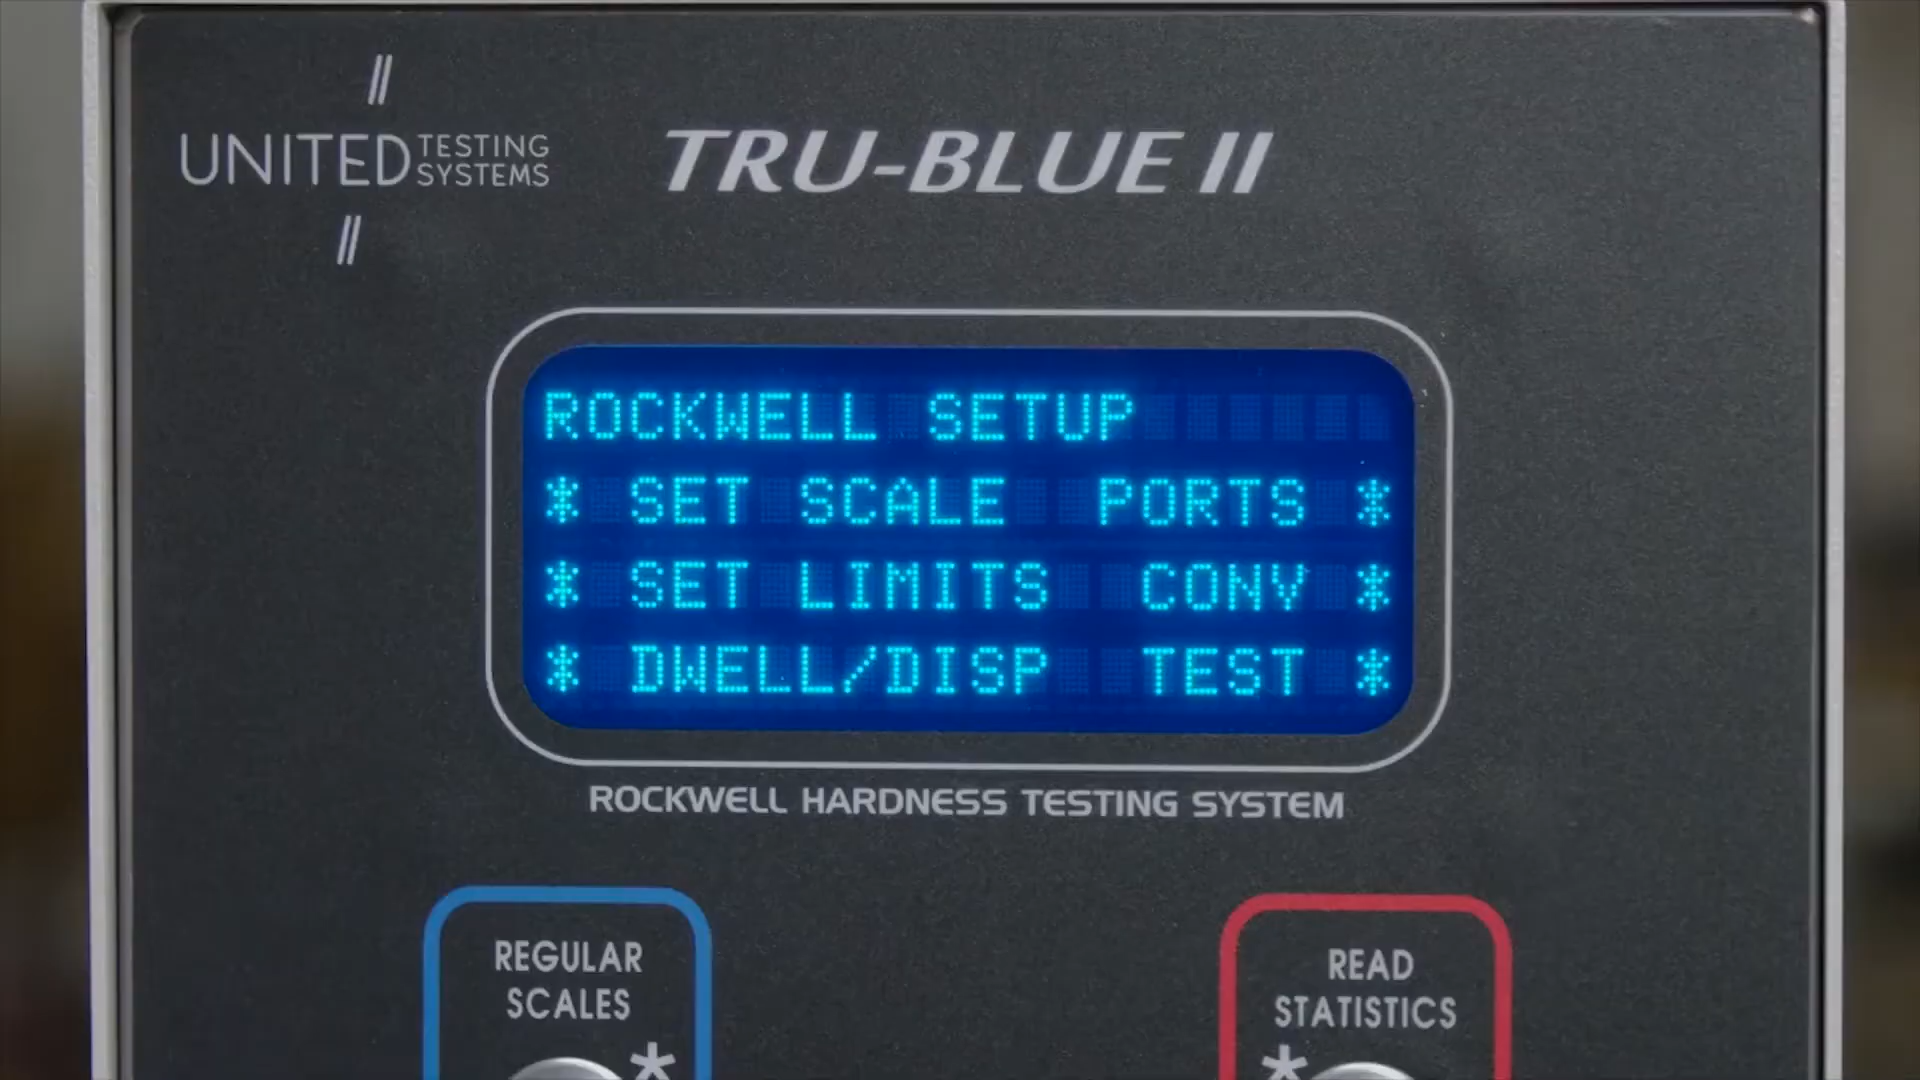 UNITED TESTING SYSTEMS
TRU-BLUE II
ROCKWELL SETUP
* SET SCALE PORTS *
* SET LIMITS CONV *
* DWELL/DISP TEST *
ROCKWELL HARDNESS TESTING SYSTEM
REGULAR
SCALES
*
READ
STATISTICS
*